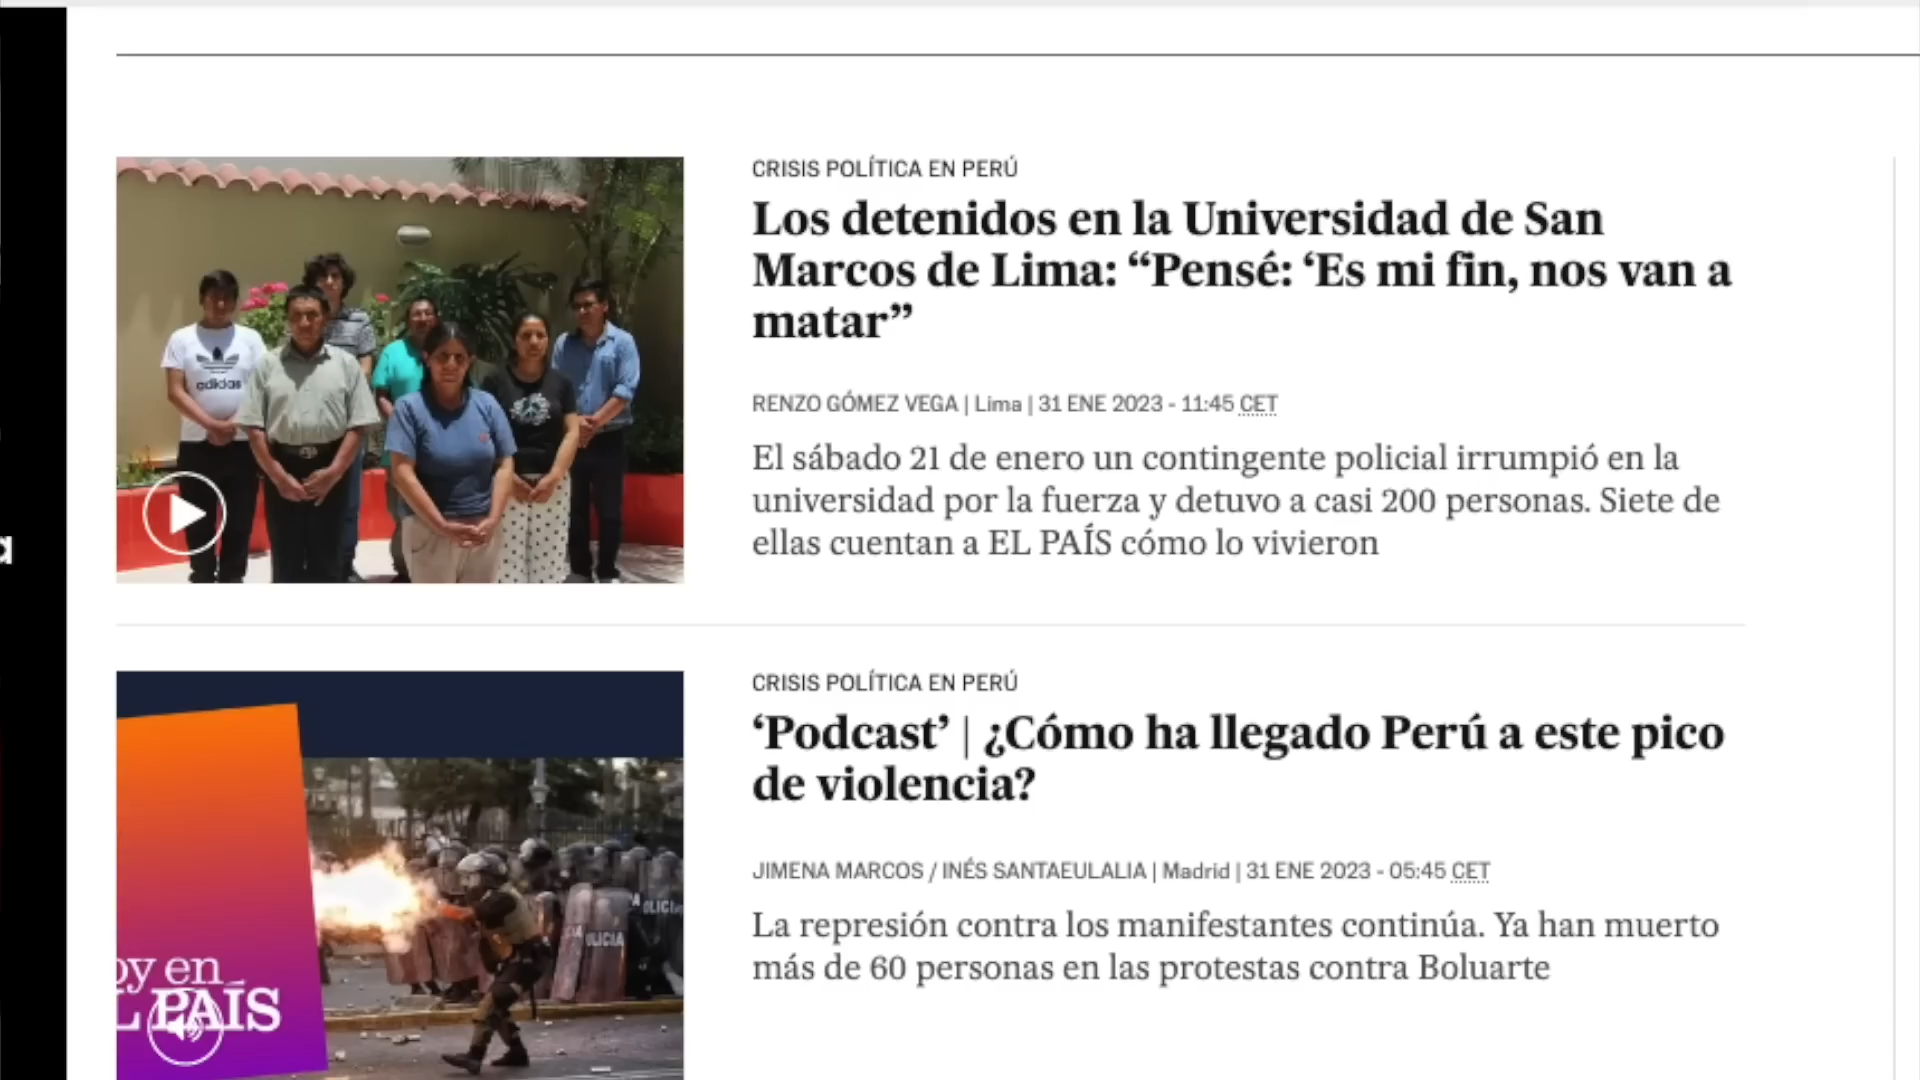 CRISIS POLÍTICA EN PERÚ
Los detenidos en la Universidad de San
Marcos de Lima: “Pensé: ‘Es mi fin, nos van a
matar”
RENZO GÓMEZ VEGA | Lima | 31 ENE 2023 - 11:45 CET
El sábado 21 de enero un contingente policial irrumpió en la
universidad por la fuerza y detuvo a casi 200 personas. Siete de
ellas cuentan a EL PAÍS cómo lo vivieron
adidas
a
CRISIS POLÍTICA EN PERÚ
‘Podcast’ | ¿Cómo ha llegado Perú a este pico
de violencia?
JIMENA MARCOS / INÉS SANTAEULALIA | Madrid | 31 ENE 2023 - 05:45 CET
La represión contra los manifestantes continúa. Ya han muerto
más de 60 personas en las protestas contra Boluarte
oy en
L PAÍS
OLICIA